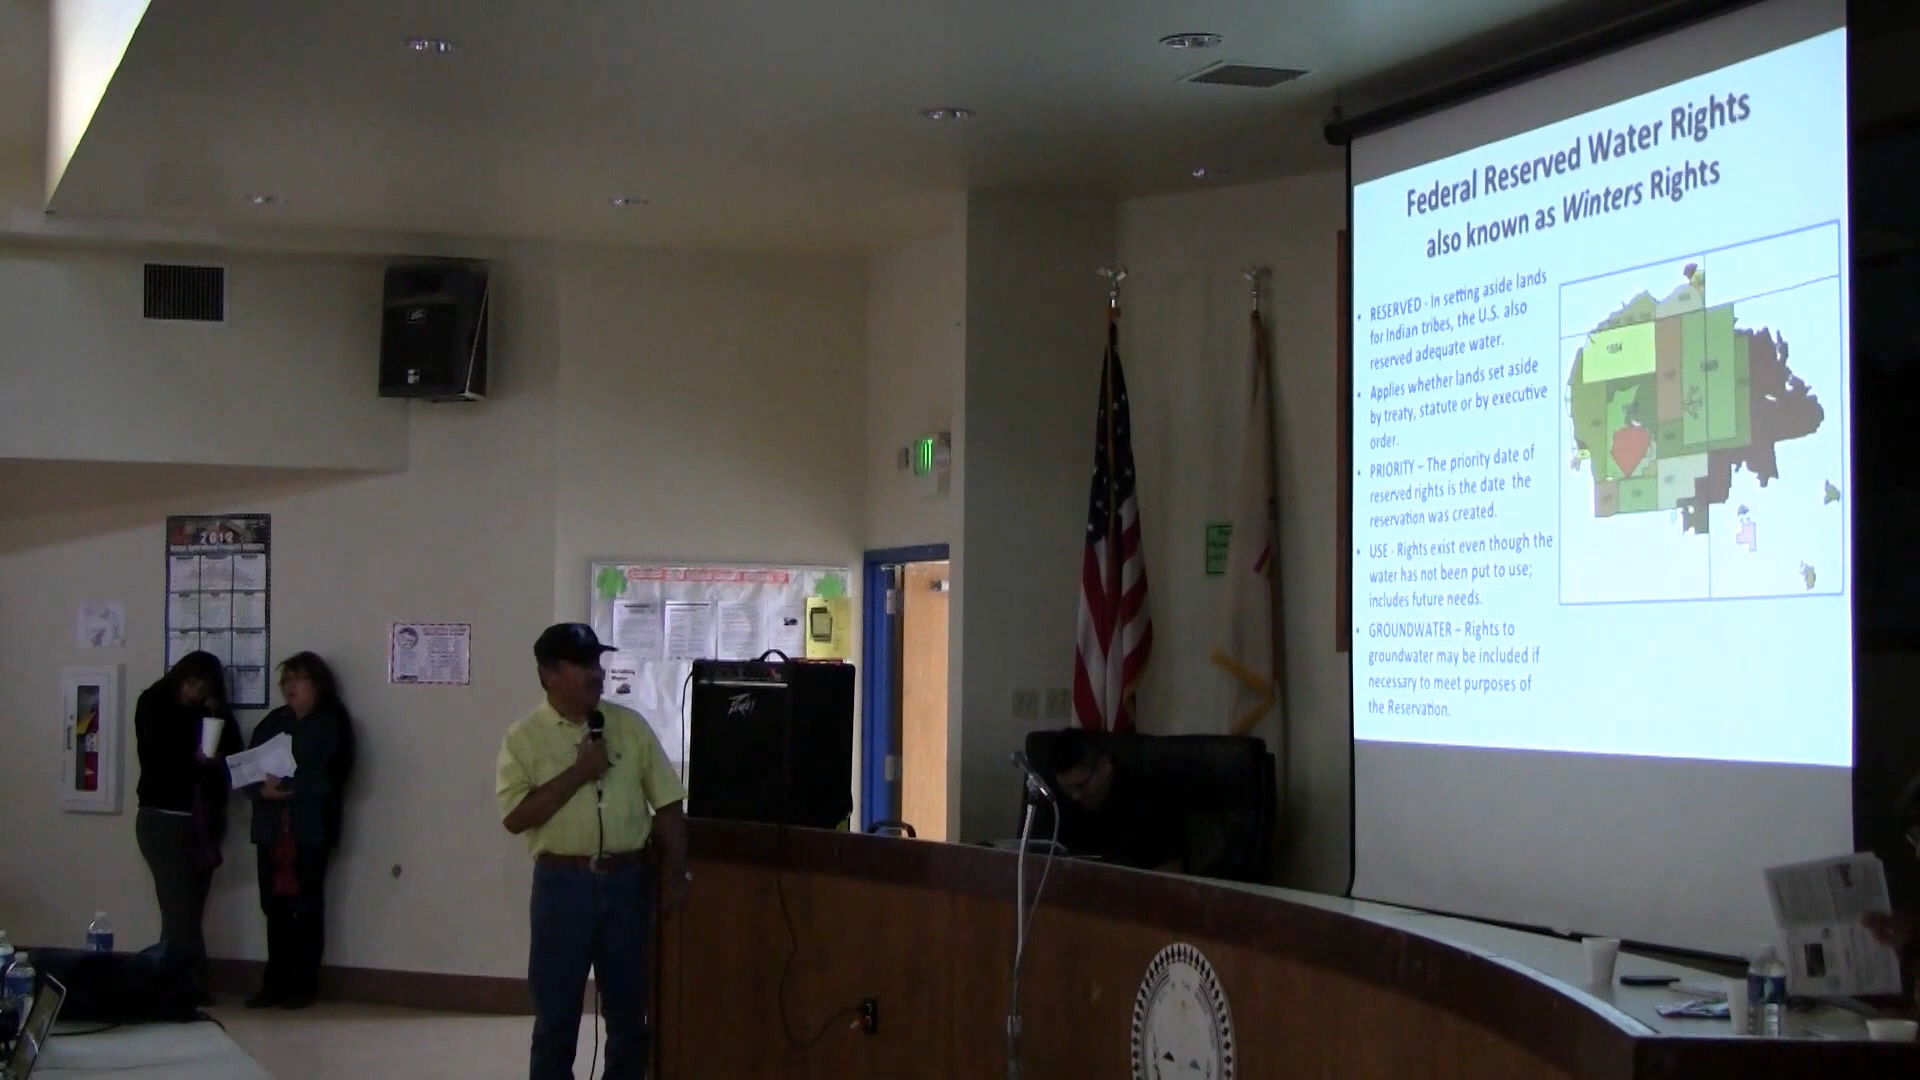 Federal Reserved Water Rights
also known as Winters Rights
• RESERVED - In setting aside lands
for Indian tribes, the U.S. also
reserved adequate water.
• Applies whether lands set aside
by treaty, statute or by executive
order.
• PRIORITY – The priority date of
reserved rights is the date the
reservation was created.
• USE - Rights exist even though the
water has not been put to use;
includes future needs.
• GROUNDWATER – Rights to
groundwater may be included if
necessary to meet purposes of
the Reservation.
1884
2012
Peavey